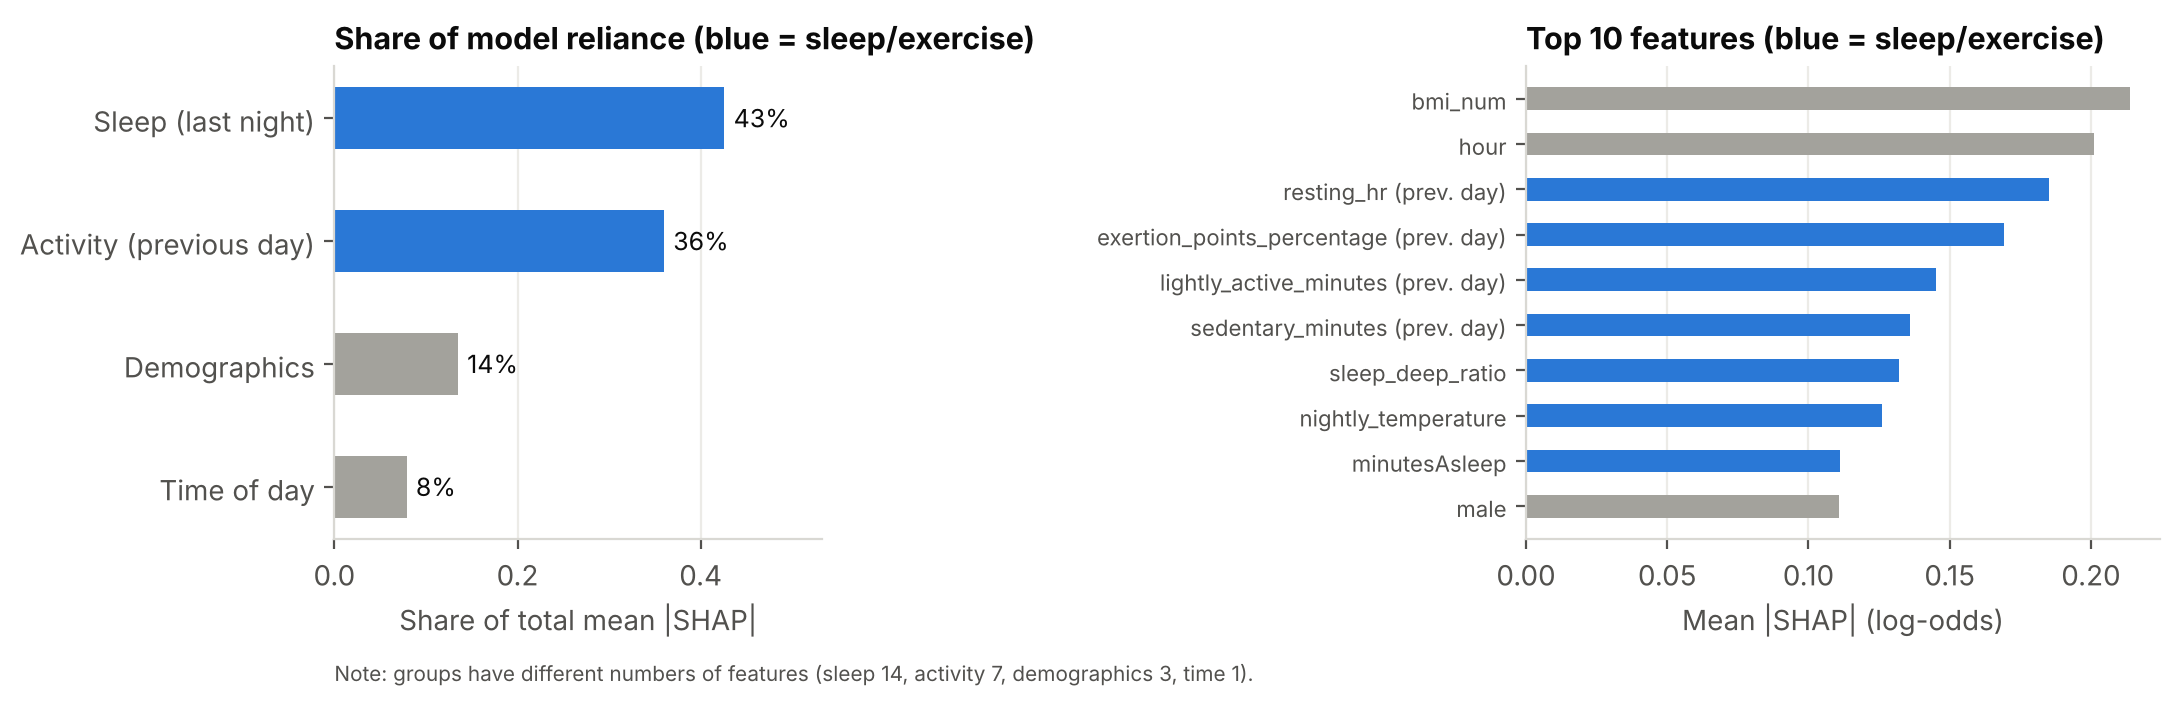 Share of model reliance (blue = sleep/exercise)
Sleep (last night)
43%
Activity (previous day)
36%
Demographics
14%
Time of day
8%
0.0 0.2 0.4
Share of total mean |SHAP|
Top 10 features (blue = sleep/exercise)
bmi_num
hour
resting_hr (prev. day)
exertion_points_percentage (prev. day)
lightly_active_minutes (prev. day)
sedentary_minutes (prev. day)
sleep_deep_ratio
nightly_temperature
minutesAsleep
male
0.00 0.05 0.10 0.15 0.20
Mean |SHAP| (log-odds)
Note: groups have different numbers of features (sleep 14, activity 7, demographics 3, time 1).